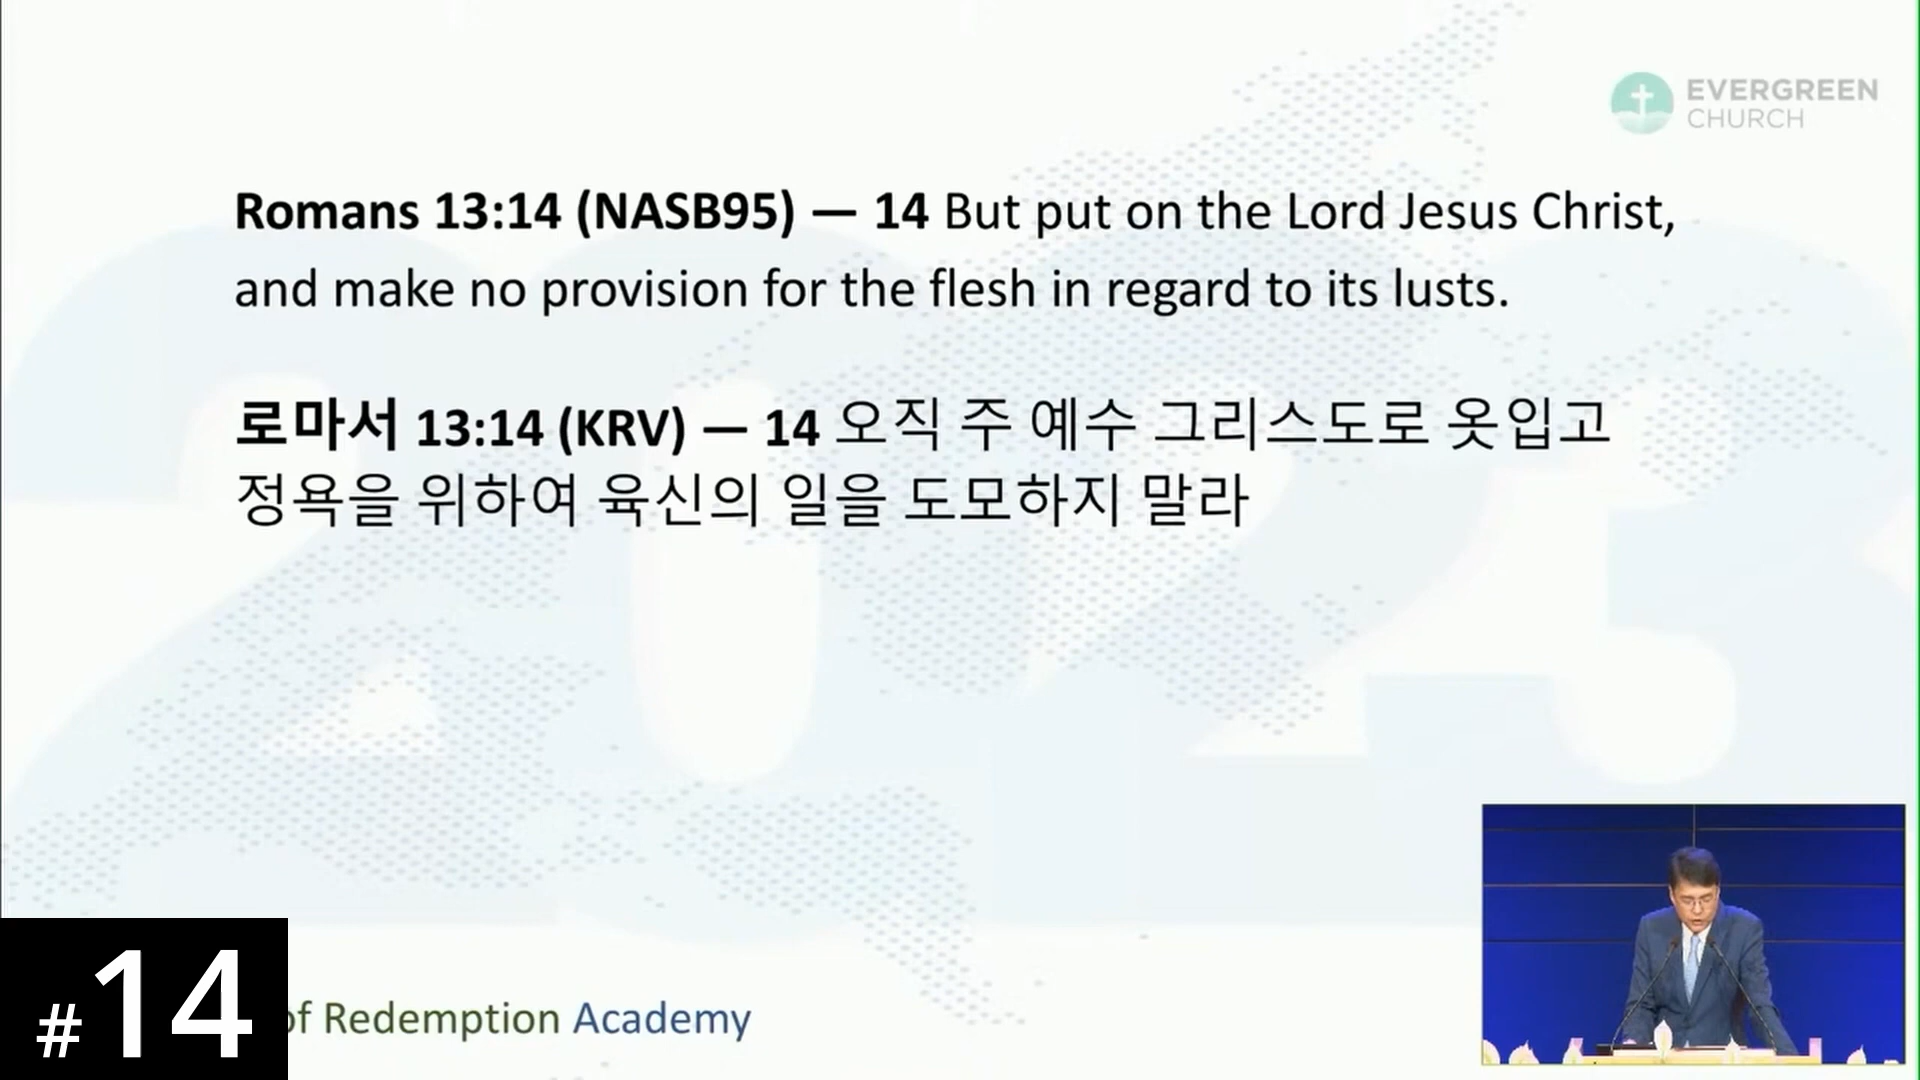 EVERGREEN
CHURCH
Romans 13:14 (NASB95) — 14 But put on the Lord Jesus Christ,
and make no provision for the flesh in regard to its lusts.
로마서 13:14 (KRV) — 14 오직 주 예수 그리스도로 옷입고
정욕을 위하여 육신의 일을 도모하지 말라
2023
#14
of Redemption Academy